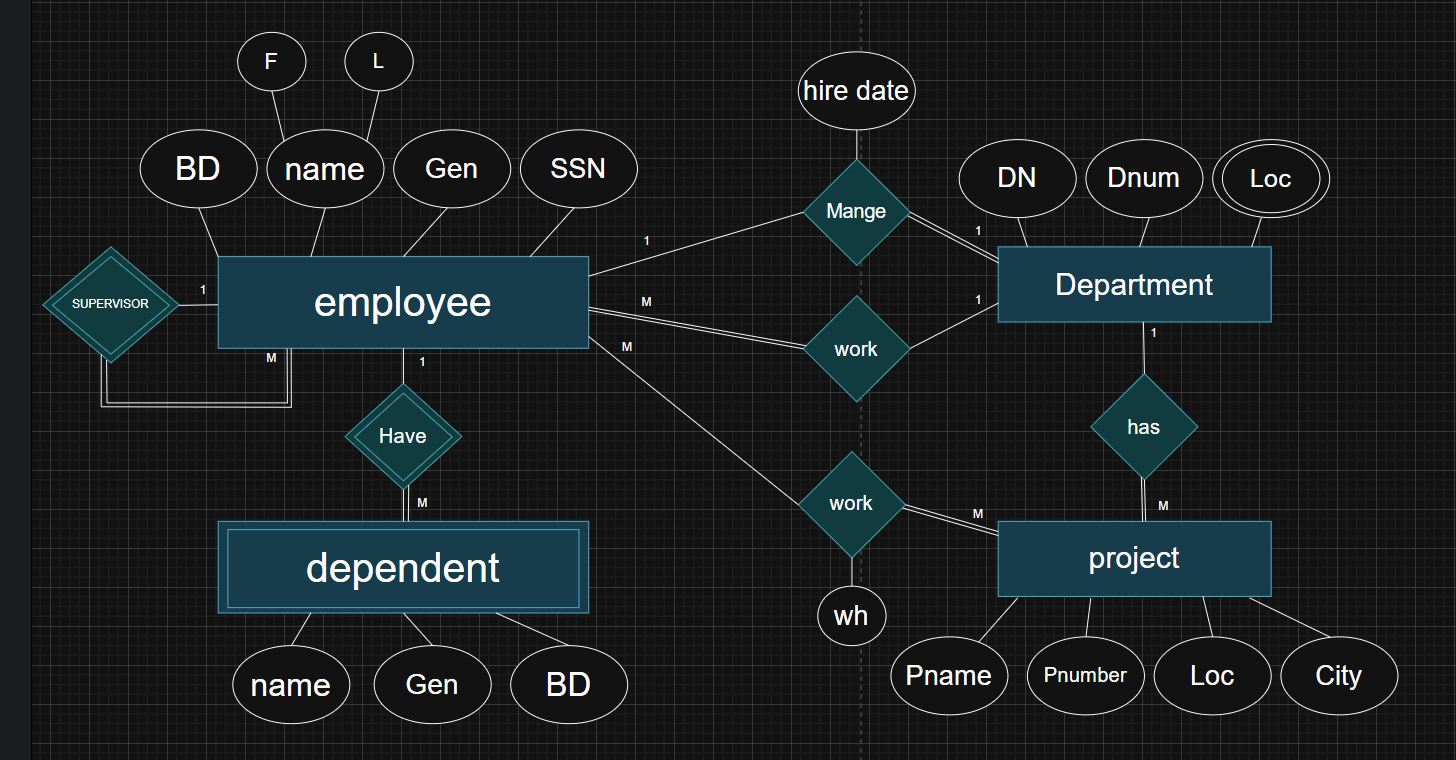 F
L
hire date
BD
name
Gen
SSN
DN
Dnum
Loc
Mange
1
1
SUPERVISOR
1
employee
M
1
Department
M
M
1
work
1
M
Have
has
M
work
M
M
dependent
project
wh
name
Gen
BD
Pname
Pnumber
Loc
City